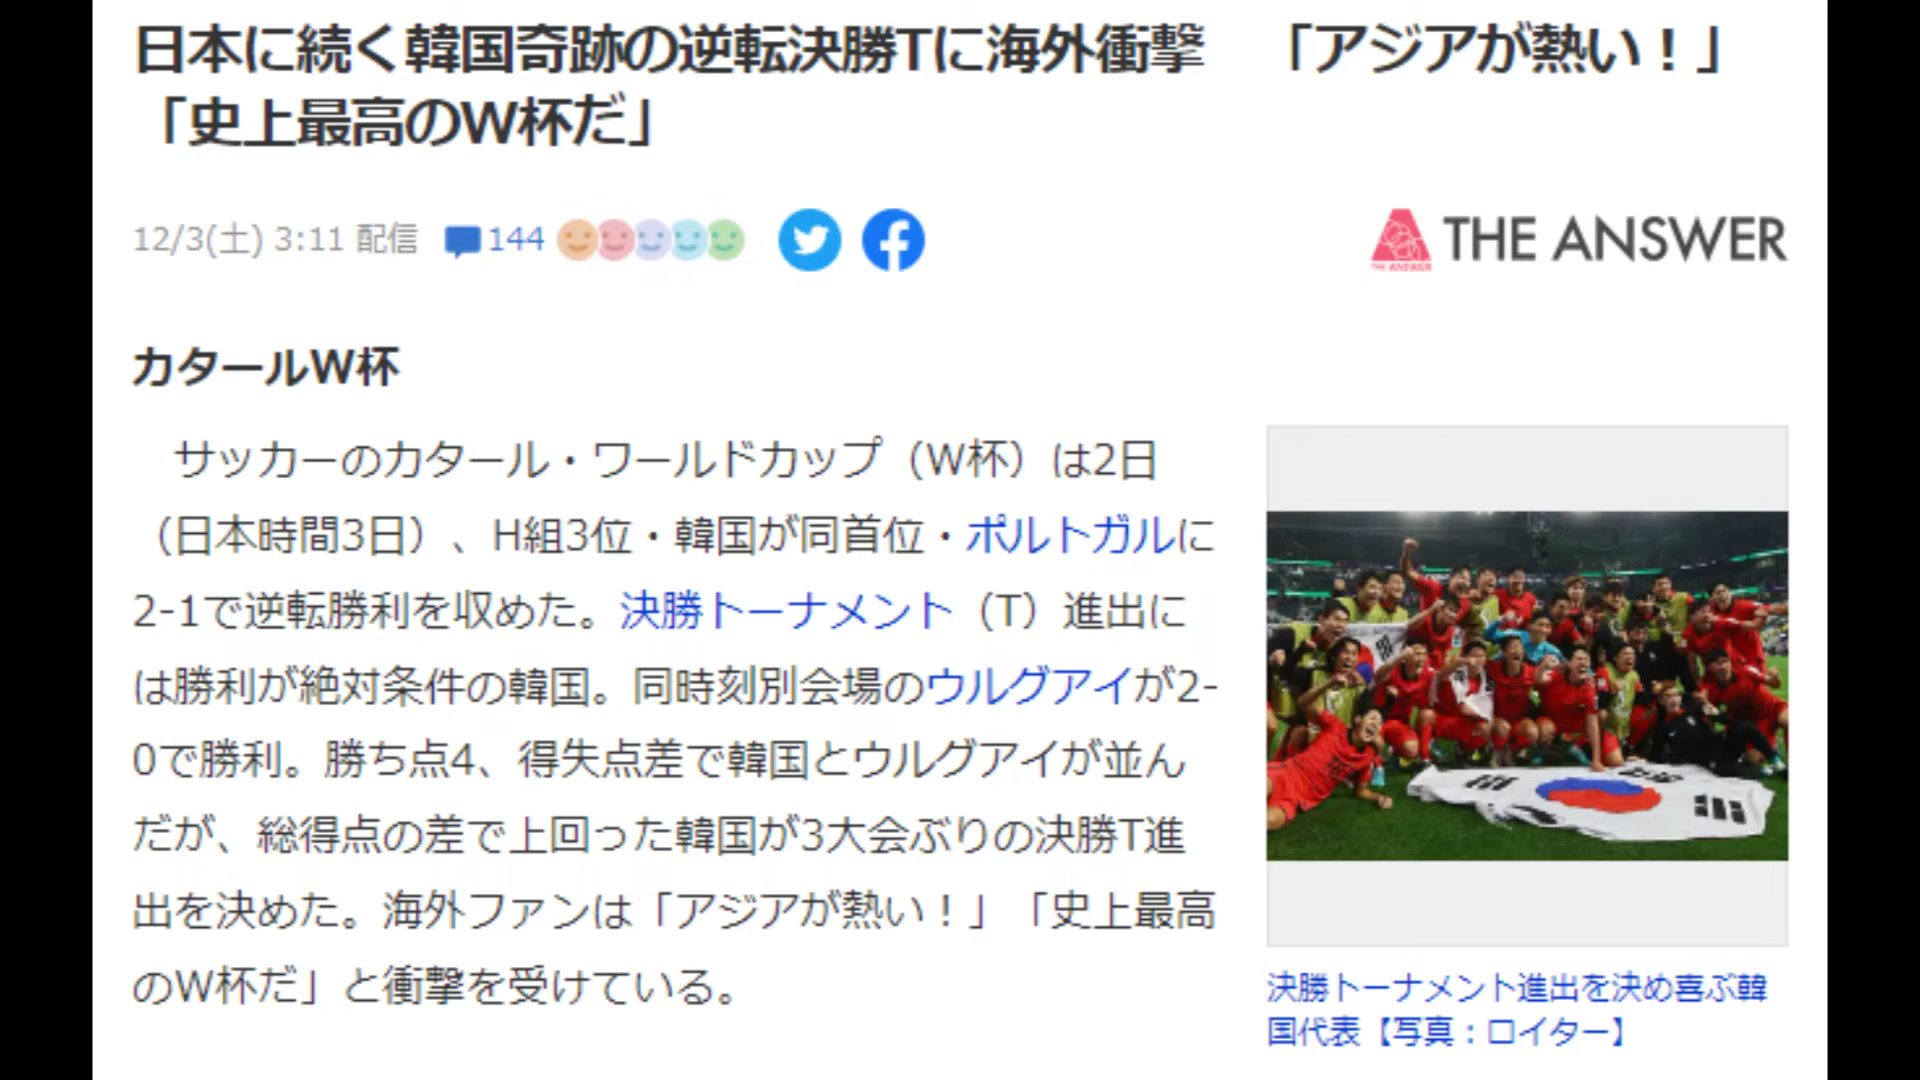 日本に続く韓国奇跡の逆転決勝Tに海外衝撃　「アジアが熱い！」
「史上最高のW杯だ」
12/3(土) 3:11 配信 144
THE ANSWER
カタールW杯
サッカーのカタール・ワールドカップ（W杯）は2日
（日本時間3日）、H組3位・韓国が同首位・ポルトガルに
2-1で逆転勝利を収めた。決勝トーナメント（T）進出に
は勝利が絶対条件の韓国。同時刻別会場のウルグアイが2-
0で勝利。勝ち点4、得失点差で韓国とウルグアイが並ん
だが、総得点の差で上回った韓国が3大会ぶりの決勝T進
出を決めた。海外ファンは「アジアが熱い！」「史上最高
のW杯だ」と衝撃を受けている。
決勝トーナメント進出を決め喜ぶ韓
国代表【写真：ロイター】